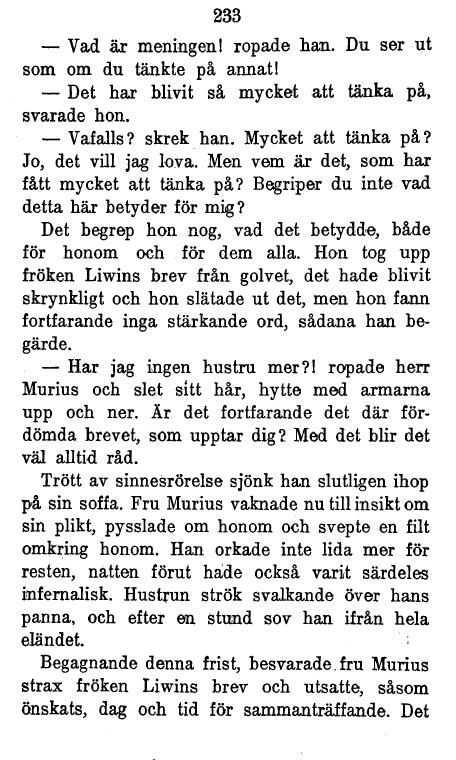 233
— Vad är meningen! ropade han. Du ser ut
som om du tänkte på annat!
— Det har blivit så mycket att tänka på,
svarade hon.
— Vafalls? skrek han. Mycket att tänka på?
Jo, det vill jag lova. Men vem är det, som har
fått mycket att tänka på? Begriper du inte vad
detta här betyder för mig?
Det begrep hon nog, vad det betydde, både
för honom och för dem alla. Hon tog upp
fröken Liwins brev från golvet, det hade blivit
skrynkligt och hon slätade ut det, men hon fann
fortfarande inga stärkande ord, sådana han be-
gärde.
— Har jag ingen hustru mer?! ropade herr
Murius och slet sitt hår, hytte med armarna
upp och ner. Är det fortfarande det där för-
dömda brevet, som upptar dig? Med det blir det
väl alltid råd.
Trött av sinnesrörelse sjönk han slutligen ihop
på sin soffa. Fru Murius vaknade nu till insikt om
sin plikt, pysslade om honom och svepte en filt
omkring honom. Han orkade inte lida mer för
resten, natten förut hade också varit särdeles
infernalisk. Hustrun strök svalkande över hans
panna, och efter en stund sov han ifrån hela
eländet.
Begagnande denna frist, besvarade fru Murius
strax fröken Liwins brev och utsatte, såsom
önskats, dag och tid för sammanträffande. Det